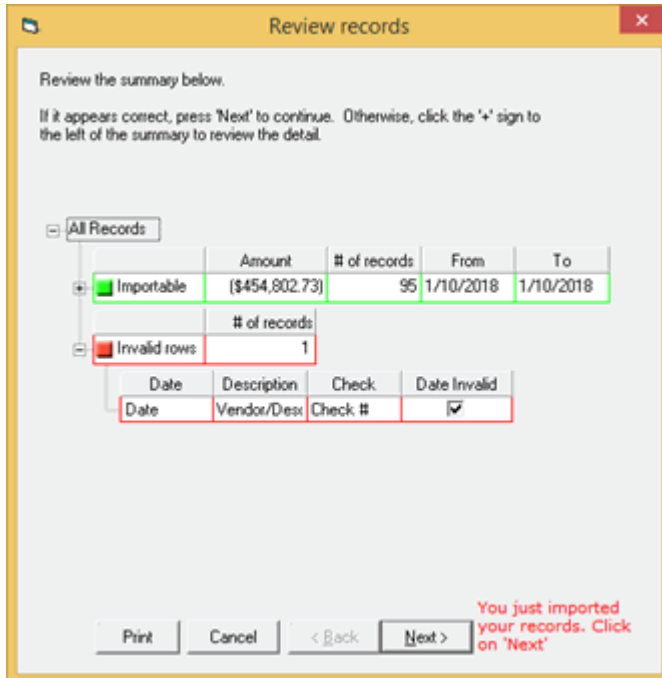 Review records
Review the summary below.
If it appears correct, press 'Next' to continue. Otherwise, click the '+' sign to
the left of the summary to review the detail.
All Records
Amount # of records From To
Importable ($454,802.73) 95 1/10/2018 1/10/2018
# of records
Invalid rows 1
Date Description Check Date Invalid
Date Vendor/Desc Check #
Print Cancel < Back Next >
You just imported
your records. Click
on 'Next'